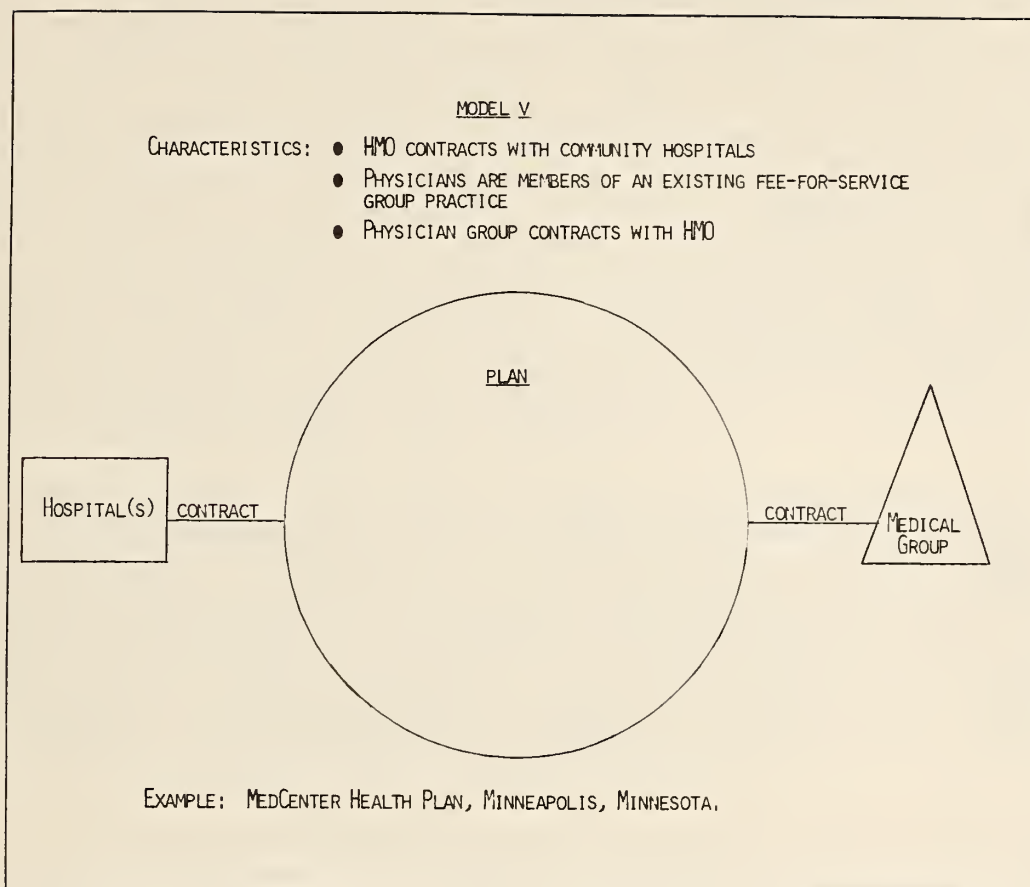 MODEL V
CHARACTERISTICS: ● HMO CONTRACTS WITH COMMUNITY HOSPITALS
● PHYSICIANS ARE MEMBERS OF AN EXISTING FEE-FOR-SERVICE
GROUP PRACTICE
● PHYSICIAN GROUP CONTRACTS WITH HMO
PLAN
HOSPITAL(S)
CONTRACT
CONTRACT
MEDICAL
GROUP
EXAMPLE: MEDCENTER HEALTH PLAN, MINNEAPOLIS, MINNESOTA.